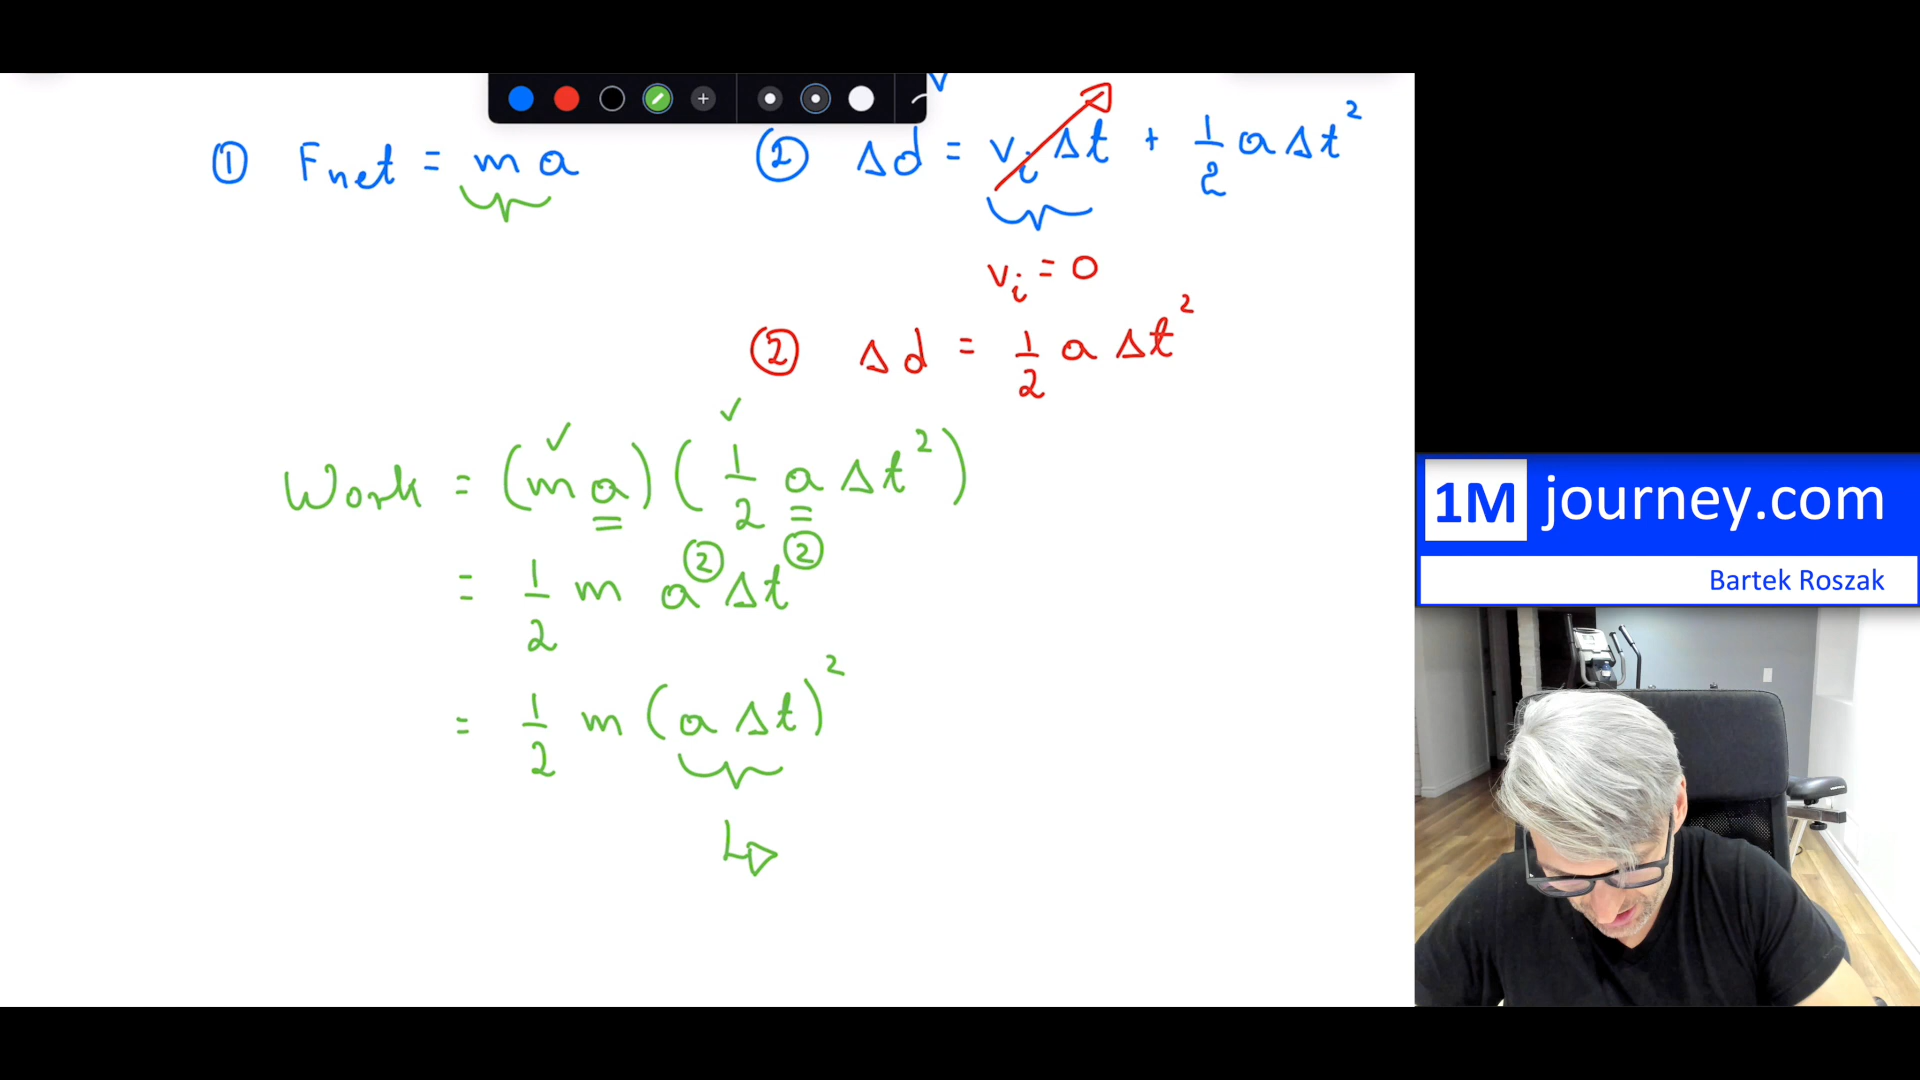 ① Fnet = m a
② Δd = vᵢ Δt + 1/2 a Δt²
vᵢ = 0
② Δd = 1/2 a Δt²
Work = (m a)(1/2 a Δt²)
= 1/2 m a² Δt²
= 1/2 m (a Δt)²
1M journey.com
Bartek Roszak